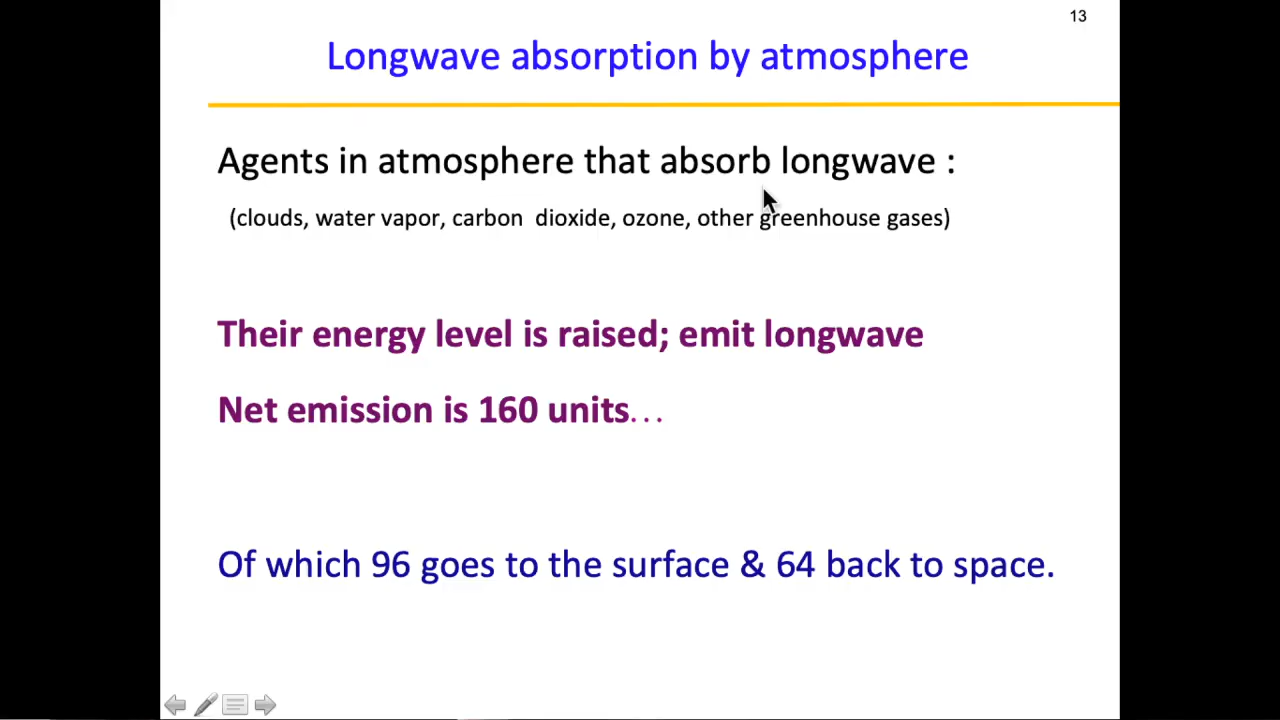 13
Longwave absorption by atmosphere
Agents in atmosphere that absorb longwave :
(clouds, water vapor, carbon dioxide, ozone, other greenhouse gases)
Their energy level is raised; emit longwave
Net emission is 160 units...
Of which 96 goes to the surface & 64 back to space.